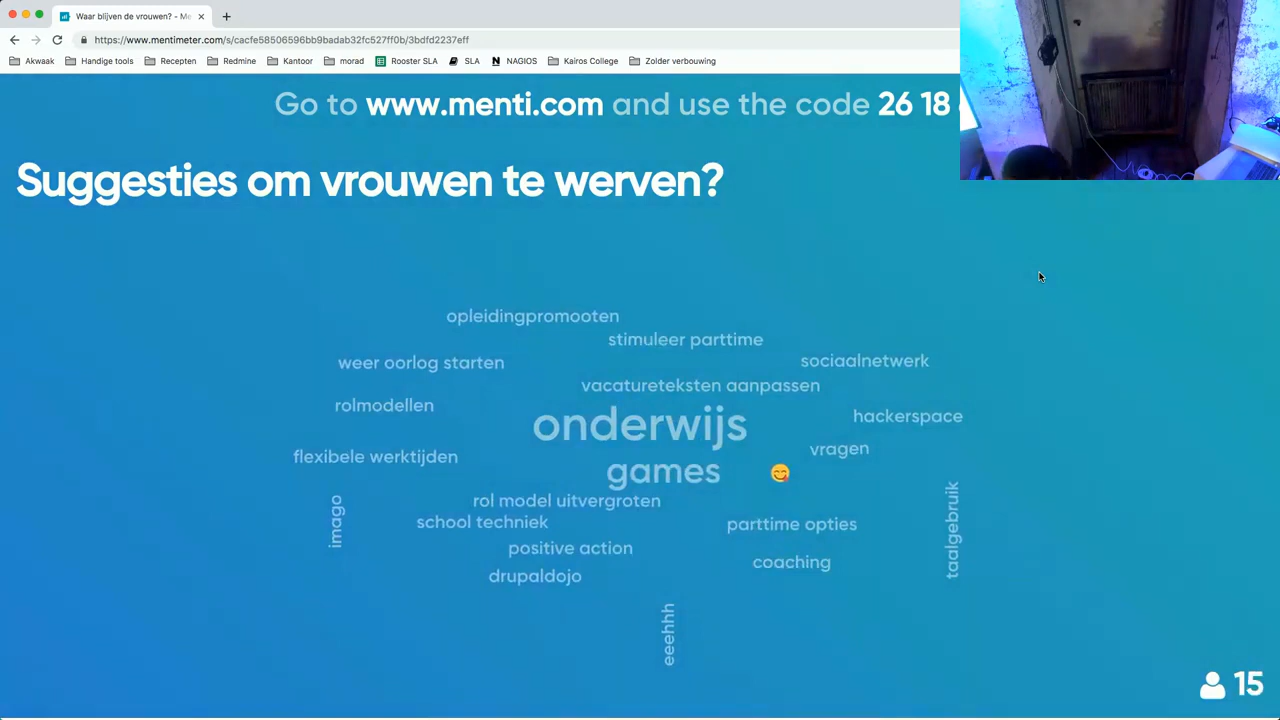 Waar blijven de vrouwen? - Me
https://www.mentimeter.com/s/cacfe58506596bb9badab32fc527ff0b/3bdfd2237eff
Akwaak Handige tools Recepten Redmine Kantoor morad Rooster SLA SLA NAGIOS Kairos College Zolder verbouwing
Go to www.menti.com and use the code 26 18
Suggesties om vrouwen te werven?
opleidingpromooten
stimuleer parttime
weer oorlog starten
sociaalnetwerk
vacatureteksten aanpassen
rolmodellen
hackerspace
onderwijs
vragen
flexibele werktijden
games
😋
rol model uitvergroten
imago
school techniek
parttime opties
taalgebruik
positive action
coaching
drupaldojo
eeehhh
15